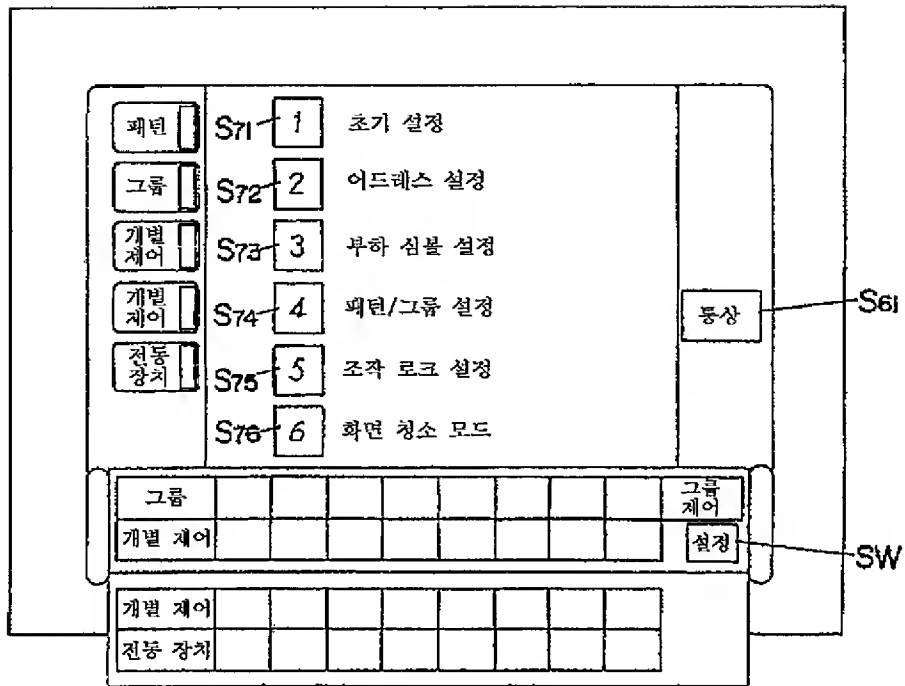 패턴
S71 1 초기 설정
그룹
S72 2 어드레스 설정
개별
제어
S73 3 부하 심볼 설정
개별
제어
S74 4 패턴/그룹 설정
통상
S61
전동
장치
S75 5 조작 로크 설정
S76 6 화면 청소 모드
그룹
그룹
제어
개별 제어
설정
SW
개별 제어
전동 장치